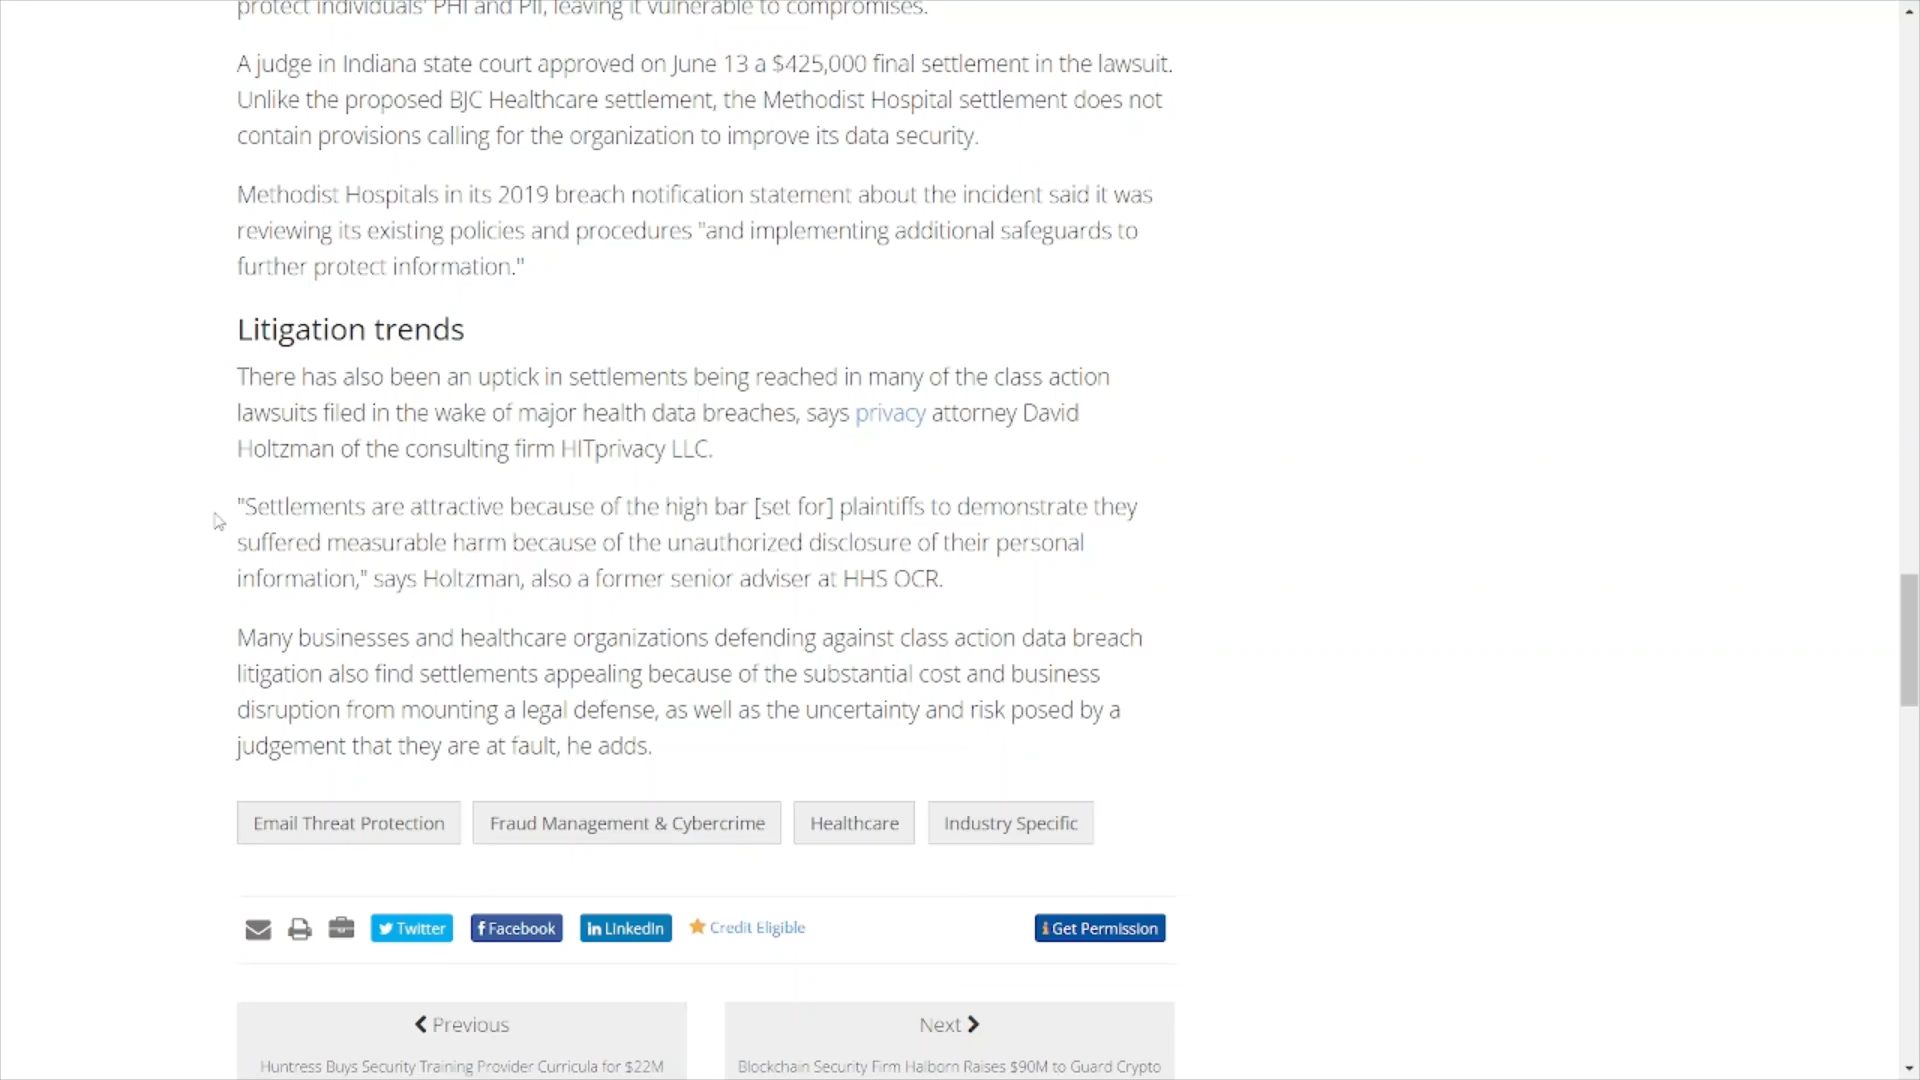 protect individuals' PHI and PII, leaving it vulnerable to compromises.
A judge in Indiana state court approved on June 13 a $425,000 final settlement in the lawsuit.
Unlike the proposed BJC Healthcare settlement, the Methodist Hospital settlement does not
contain provisions calling for the organization to improve its data security.
Methodist Hospitals in its 2019 breach notification statement about the incident said it was
reviewing its existing policies and procedures "and implementing additional safeguards to
further protect information."
Litigation trends
There has also been an uptick in settlements being reached in many of the class action
lawsuits filed in the wake of major health data breaches, says privacy attorney David
Holtzman of the consulting firm HITprivacy LLC.
"Settlements are attractive because of the high bar [set for] plaintiffs to demonstrate they
suffered measurable harm because of the unauthorized disclosure of their personal
information," says Holtzman, also a former senior adviser at HHS OCR.
Many businesses and healthcare organizations defending against class action data breach
litigation also find settlements appealing because of the substantial cost and business
disruption from mounting a legal defense, as well as the uncertainty and risk posed by a
judgement that they are at fault, he adds.
Email Threat Protection Fraud Management & Cybercrime Healthcare Industry Specific
Twitter Facebook LinkedIn Credit Eligible Get Permission
Previous Next
Huntress Buys Security Training Provider Curricula for $22M Blockchain Security Firm Halborn Raises $90M to Guard Crypto